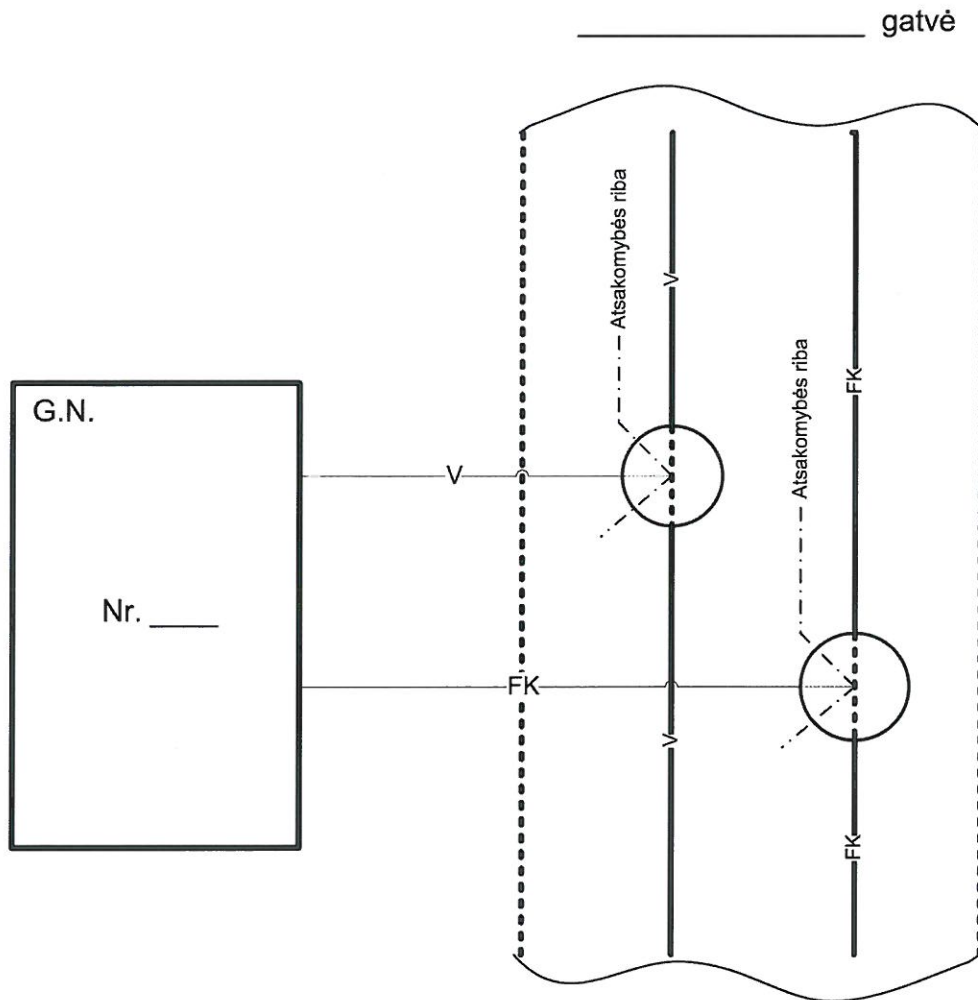 gatvė
Atsakomybės riba
V
Atsakomybės riba
FK
G.N.
V
Nr.
FK
V
FK